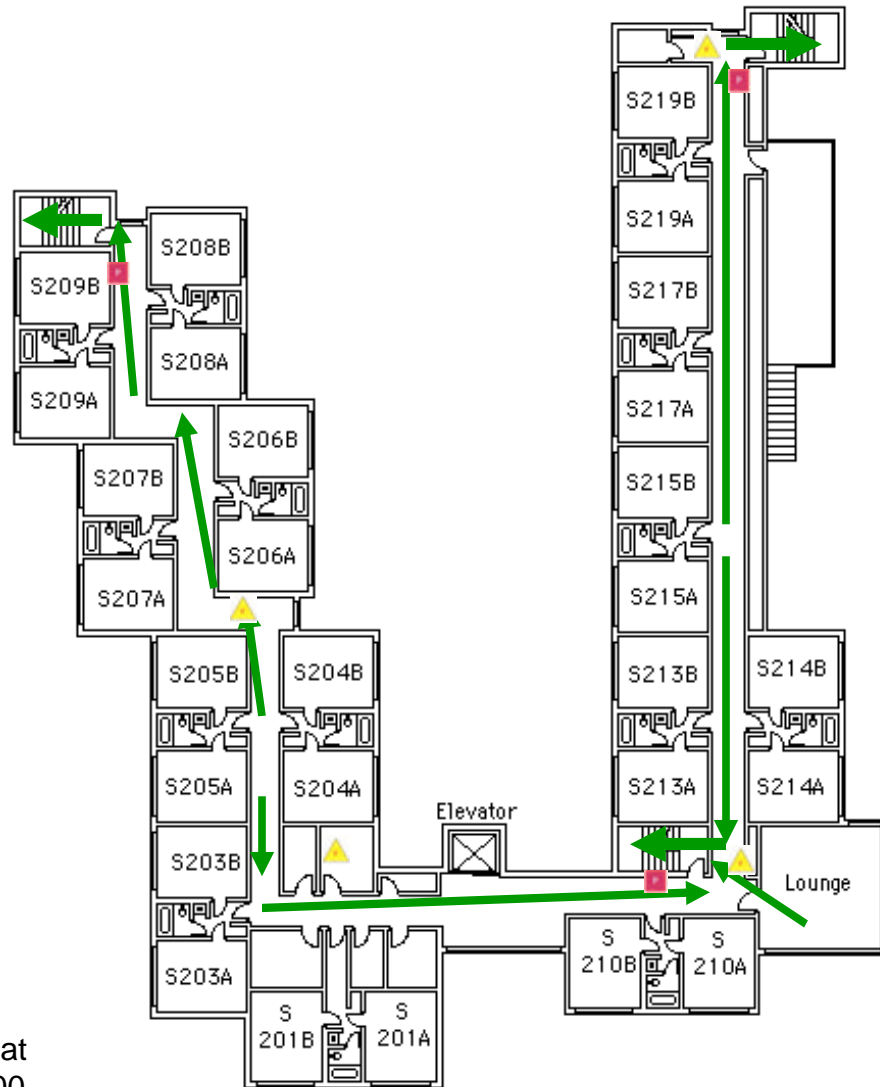 S219B
S219A
S208B
S209B
S217B
S208A
S209A
S217A
S206B
S207B
S215B
S206A
S207A
S215A
S205B
S204B
S213B
S214B
S205A
S204A
S213A
S214A
Elevator
S203B
Lounge
S203A
S
210B
S
210A
S
201B
S
201A
at
P
P
P